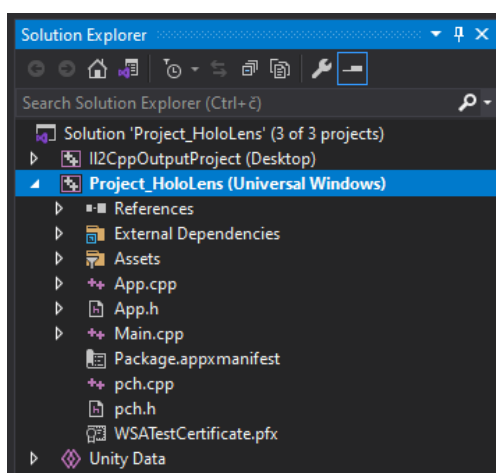 Solution Explorer
Search Solution Explorer (Ctrl+č)
Solution 'Project_HoloLens' (3 of 3 projects)
Il2CppOutputProject (Desktop)
Project_HoloLens (Universal Windows)
References
External Dependencies
Assets
App.cpp
App.h
Main.cpp
Package.appxmanifest
pch.cpp
pch.h
WSATestCertificate.pfx
Unity Data